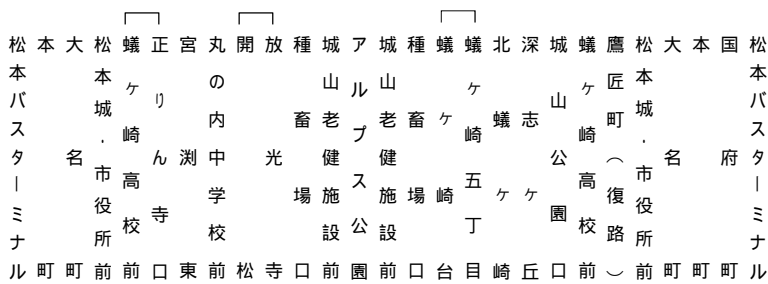 松本バスターミナル
本町
大名町
松本城・市役所前
蟻ヶ崎高校前
正りん寺口
宮渕東
丸の内中学校前
開松
放光寺
種畜場口
城山老健施設前
アルプス公園
城山老健施設前
種畜場口
蟻ヶ崎台
蟻ヶ崎五丁目
北蟻ヶ崎
深志ヶ丘
城山公園口
蟻ヶ崎高校前
鷹匠町（復路）
松本城・市役所前
大名町
本町
国府町
松本バスターミナル